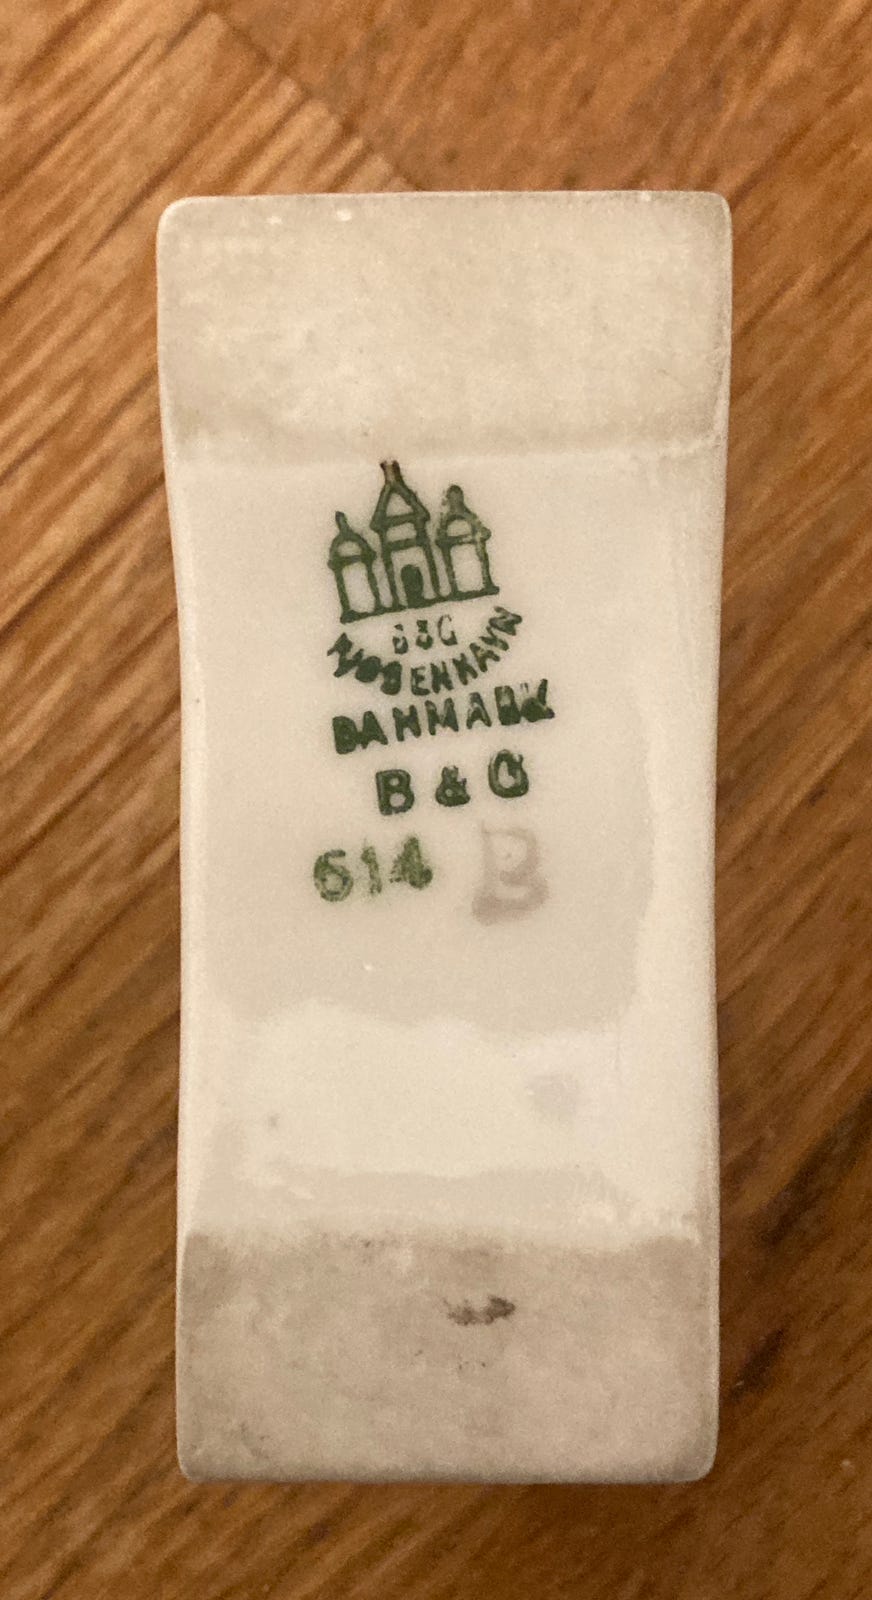 B&G
KJØBENHAVN
DANMARK
B & G
614 B